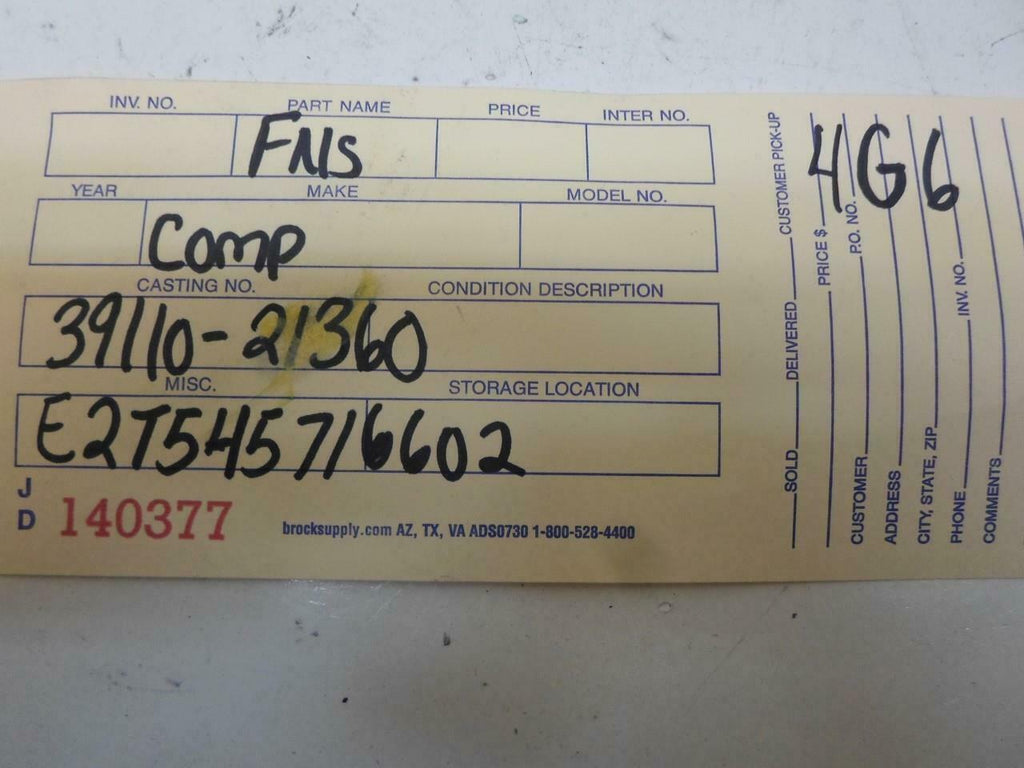 INV. NO. PART NAME PRICE INTER NO.
FNIS
YEAR MAKE MODEL NO.
Comp
CASTING NO. CONDITION DESCRIPTION
39110-21360
MISC. STORAGE LOCATION
E2T545716602
J
D 140377
brocksupply.com AZ, TX, VA ADS0730 1-800-528-4400
4G6
SOLD DELIVERED CUSTOMER PICK-UP
PRICE $
CUSTOMER P.O. NO.
ADDRESS
CITY, STATE, ZIP
PHONE INV. NO.
COMMENTS